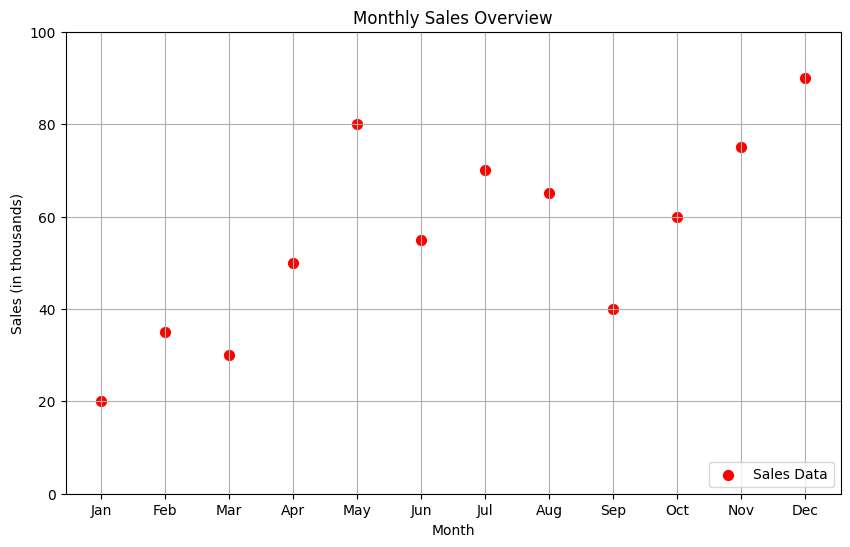 Monthly Sales Overview
100
80
60
40
20
0
Sales (in thousands)
Sales Data
Jan Feb Mar Apr May Jun Jul Aug Sep Oct Nov Dec
Month